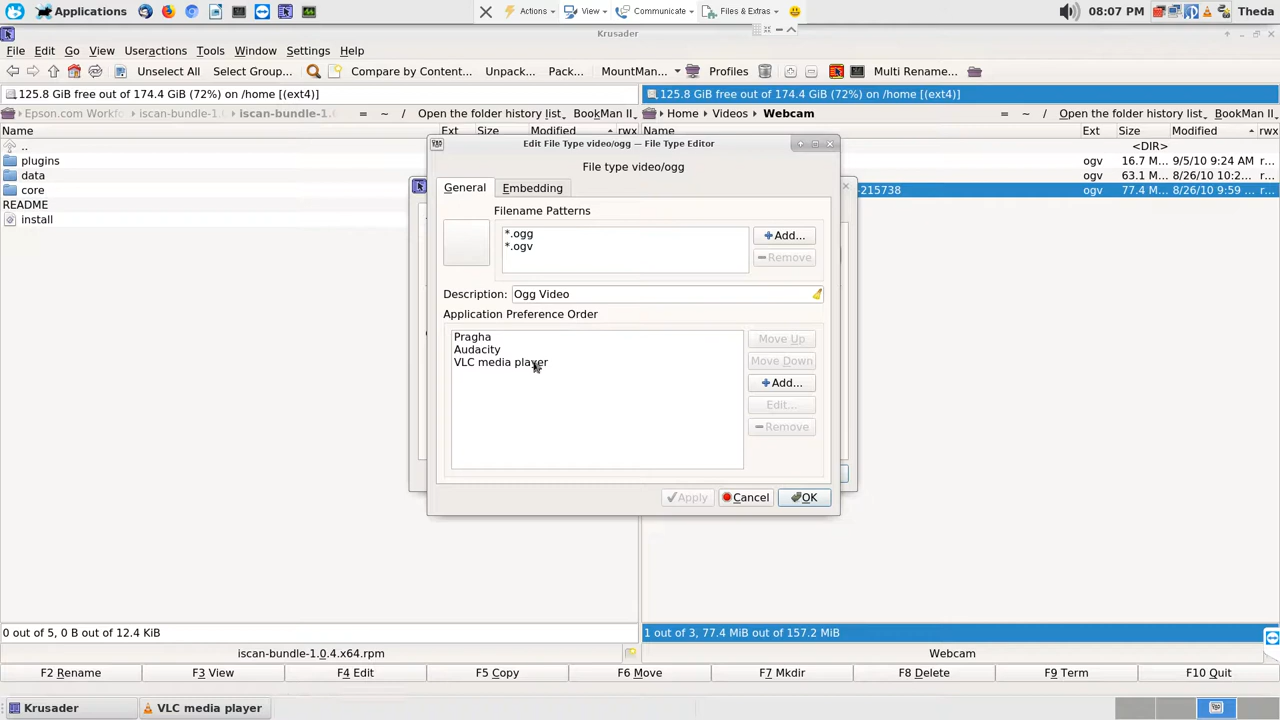 Applications
Actions
View
Communicate
Files & Extras
08:07 PM
Theda
Krusader
File Edit Go View Useractions Tools Window Settings Help
Unselect All Select Group... Compare by Content... Unpack... Pack... MountMan... Profiles Multi Rename...
125.8 GiB free out of 174.4 GiB (72%) on /home [(ext4)]
125.8 GiB free out of 174.4 GiB (72%) on /home [(ext4)]
Epson.com Workfo iscan-bundle-1.0 iscan-bundle-1. = ~ / Open the folder history list, BookMan II,
Home Videos Webcam = ~ / Open the folder history list, BookMan II,
Name Ext Size Modified rwx
Name Ext Size Modified rwx
..
plugins
data
core
README
install
<DIR>
ogv 16.7 M... 9/5/10 9:24 AM r...
ogv 63.1 M... 8/26/10 10:2... r...
-215738 ogv 77.4 M... 8/26/10 9:59 ... r...
Edit File Type video/ogg — File Type Editor
File type video/ogg
General Embedding
Filename Patterns
*.ogg
*.ogv
Add...
Remove
Description: Ogg Video
Application Preference Order
Pragha
Audacity
VLC media player
Move Up
Move Down
Add...
Edit...
Remove
Apply Cancel OK
0 out of 5, 0 B out of 12.4 KiB
1 out of 3, 77.4 MiB out of 157.2 MiB
iscan-bundle-1.0.4.x64.rpm
Webcam
F2 Rename F3 View F4 Edit F5 Copy F6 Move F7 Mkdir F8 Delete F9 Term F10 Quit
Krusader VLC media player